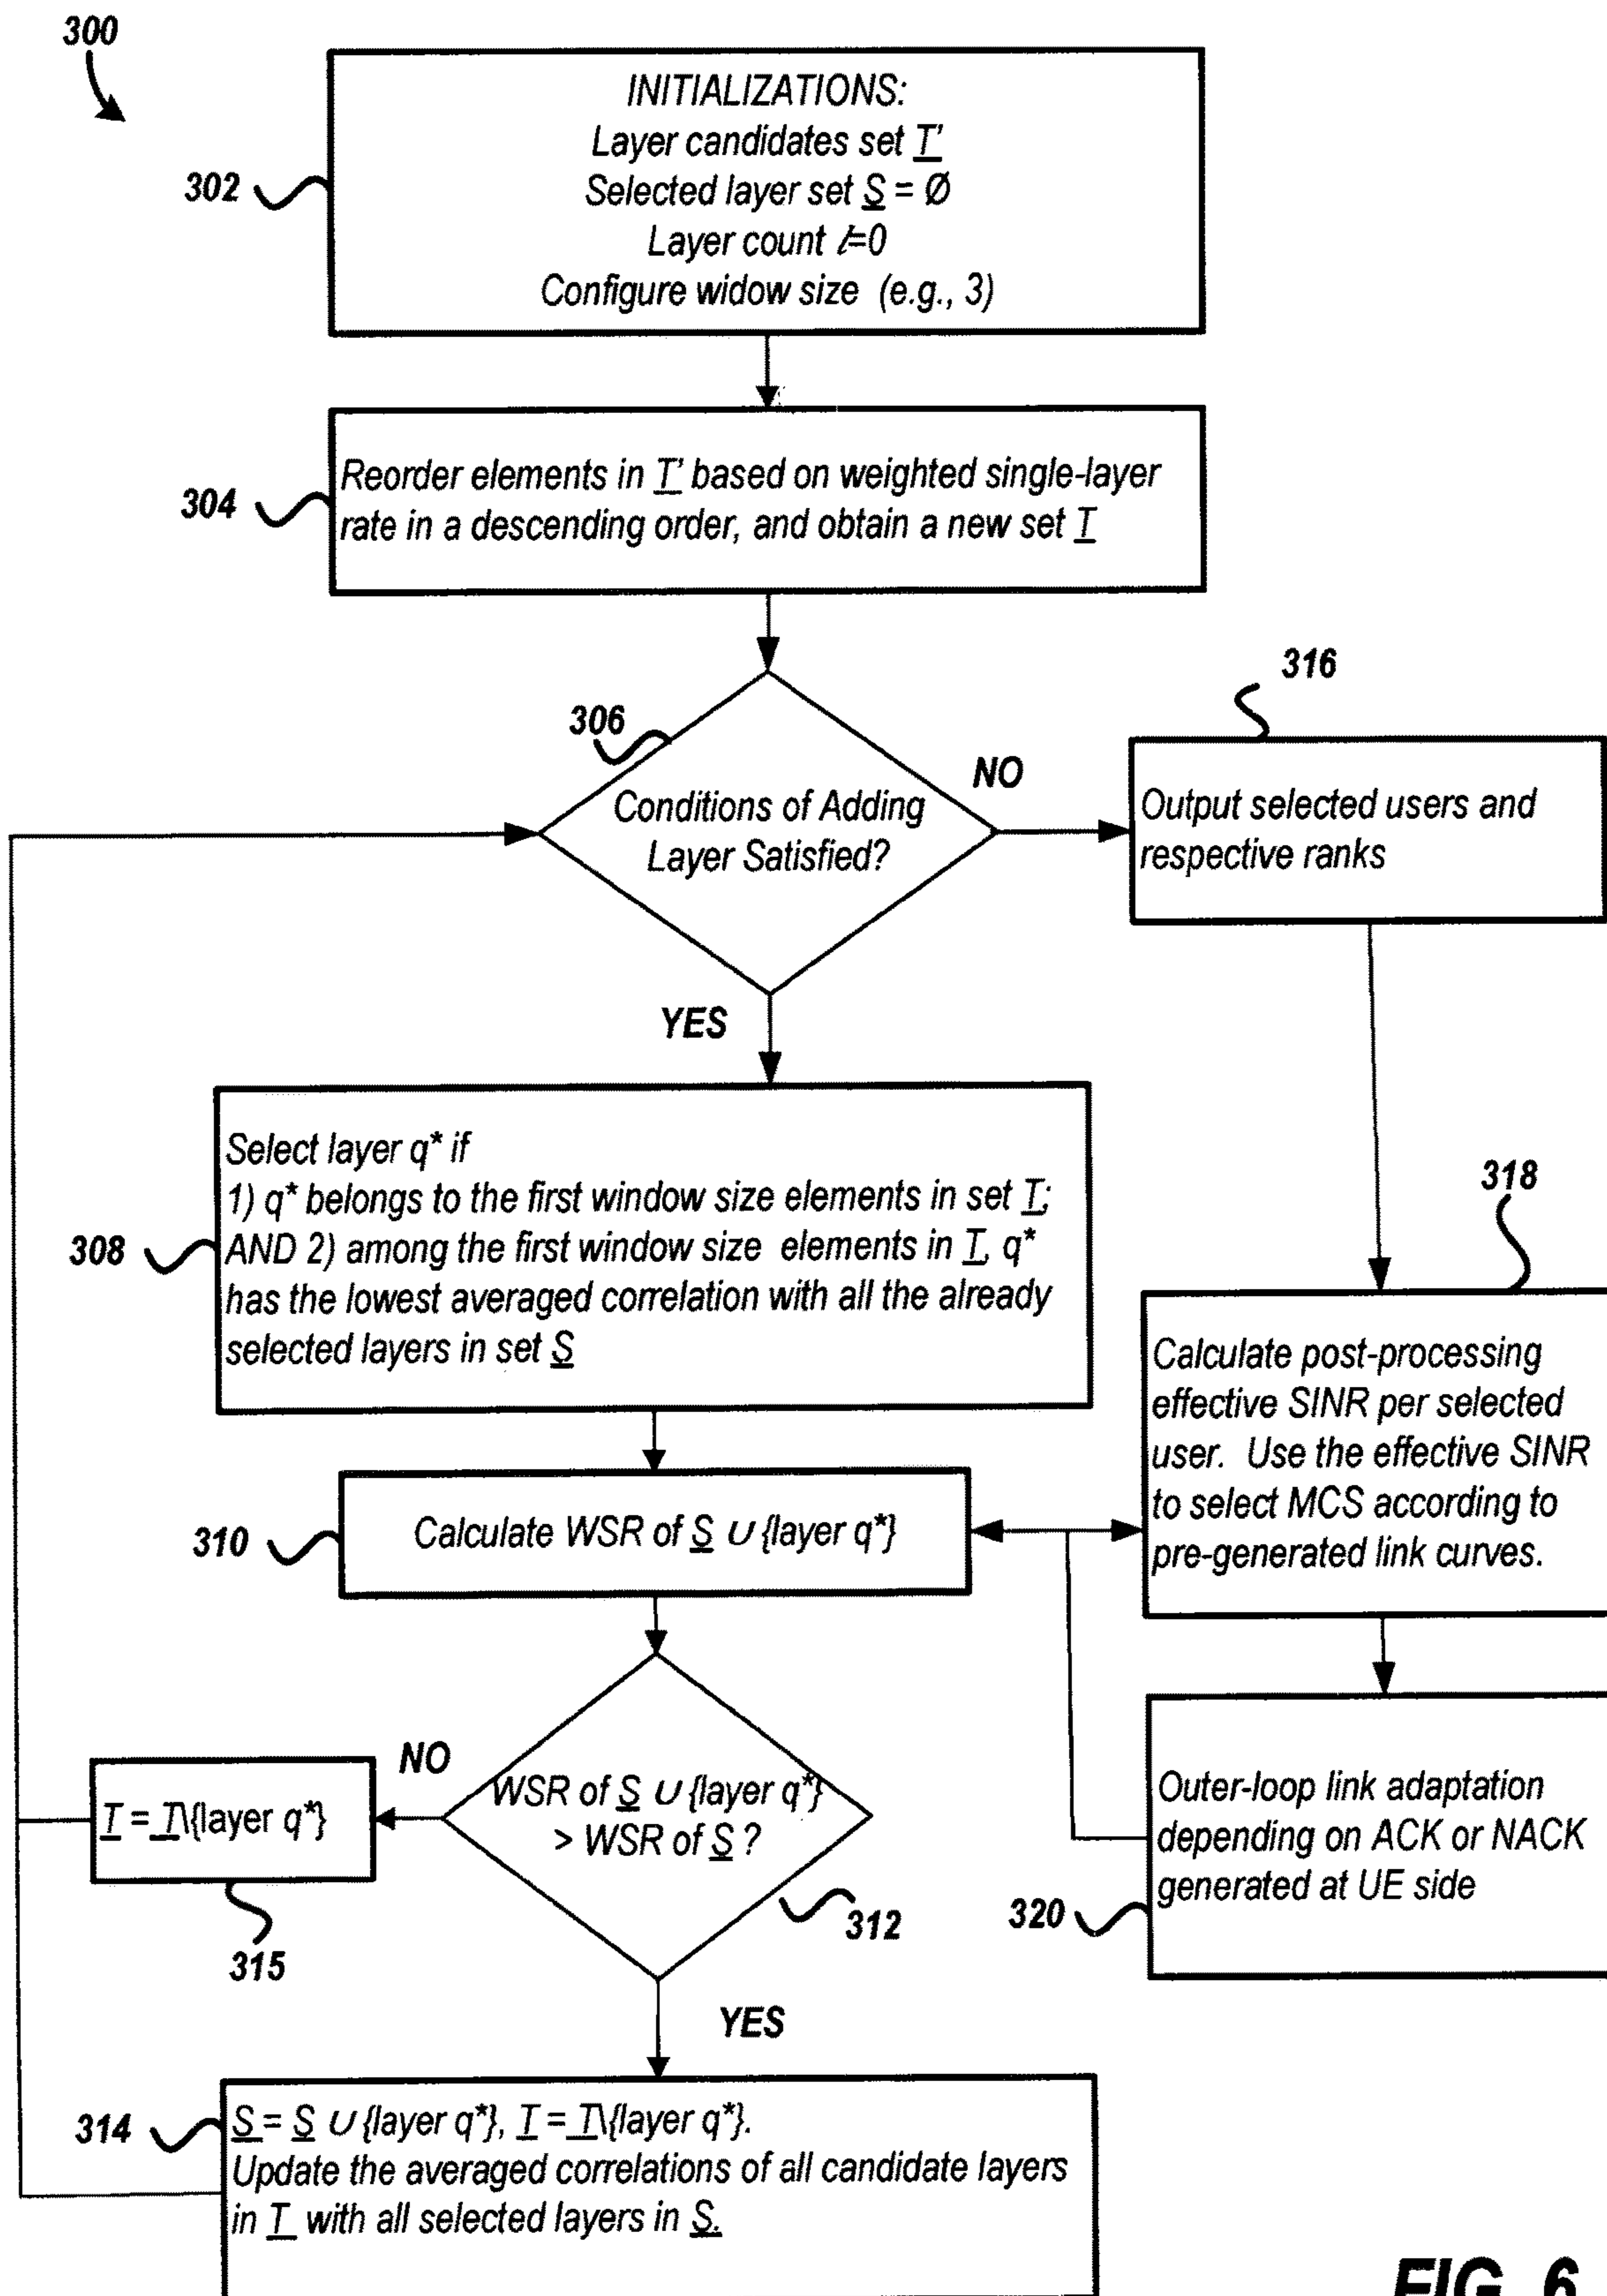 300
INITIALIZATIONS:
Layer candidates set T'
Selected layer set S = Ø
Layer count ℓ=0
Configure widow size (e.g., 3)
302
Reorder elements in T' based on weighted single-layer
rate in a descending order, and obtain a new set T
304
306
Conditions of Adding
Layer Satisfied?
NO
316
Output selected users and
respective ranks
YES
Select layer q* if
1) q* belongs to the first window size elements in set T;
AND 2) among the first window size elements in T, q*
has the lowest averaged correlation with all the already
selected layers in set S
308
318
Calculate post-processing
effective SINR per selected
user. Use the effective SINR
to select MCS according to
pre-generated link curves.
310
Calculate WSR of S ∪ {layer q*}
NO
WSR of S ∪ {layer q*}
> WSR of S ?
312
T = T\{layer q*}
315
Outer-loop link adaptation
depending on ACK or NACK
generated at UE side
320
YES
314
S = S ∪ {layer q*}, T = T\{layer q*}.
Update the averaged correlations of all candidate layers
in T with all selected layers in S.
FIG. 6